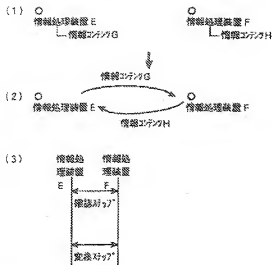 (1)
情報処理装置E
情報コンテンツG
情報処理装置F
情報コンテンツH
情報コンテンツG
(2)
情報処理装置E
情報処理装置F
情報コンテンツH
(3)
情報処
理装置
E
情報処
理装置
F
確認ステップ
変換ステップ